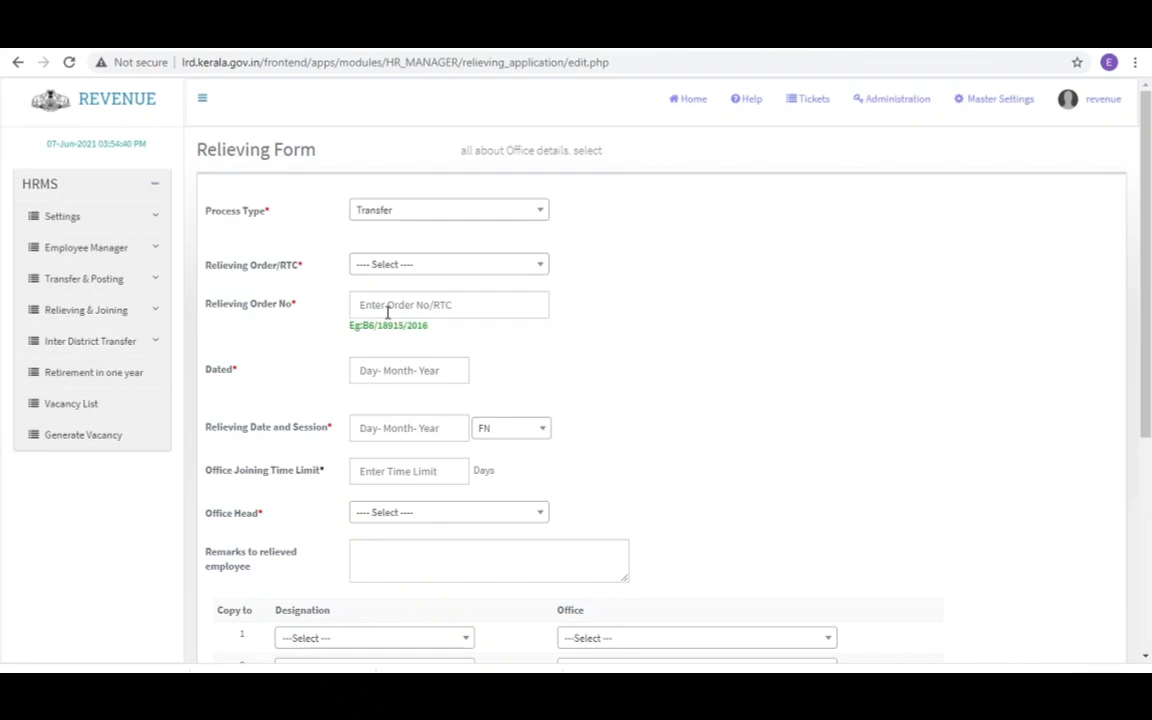 Not secure | lrd.kerala.gov.in/frontend/apps/modules/HR_MANAGER/relieving_application/edit.php
E
REVENUE
Home Help Tickets Administration Master Settings revenue
07-Jun-2021 03:54:40 PM
Relieving Form all about Office details, select
HRMS
Settings
Employee Manager
Transfer & Posting
Relieving & Joining
Inter District Transfer
Retirement in one year
Vacancy List
Generate Vacancy
Process Type* Transfer
Relieving Order/RTC* ---- Select ----
Relieving Order No* Enter Order No/RTC
Eg:B6/18915/2016
Dated* Day- Month- Year
Relieving Date and Session* Day- Month- Year FN
Office Joining Time Limit* Enter Time Limit Days
Office Head* ---- Select ----
Remarks to relieved
employee
Copy to Designation Office
1 ---Select --- ---Select ---